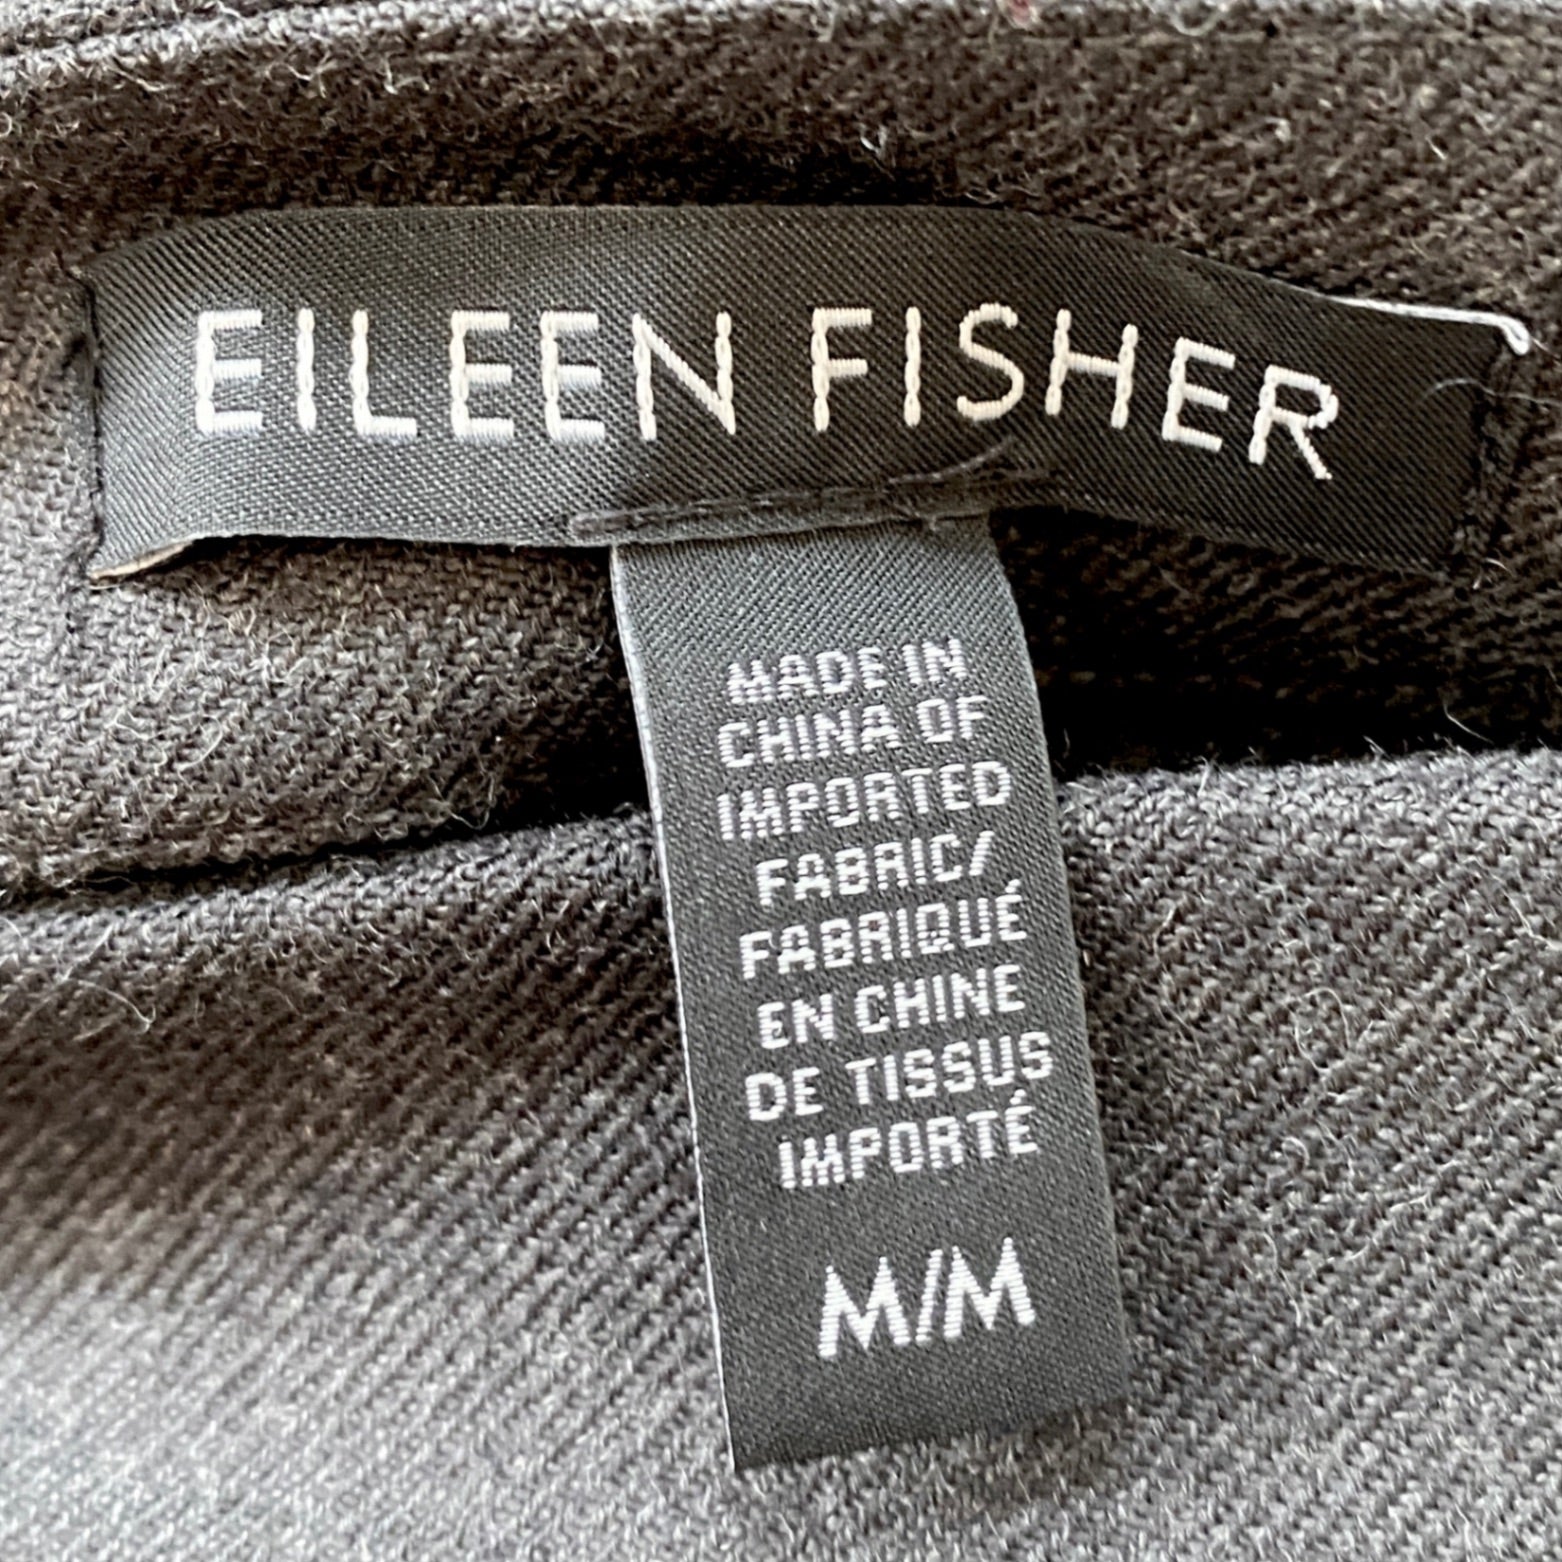 EILEEN FISHER
MADE IN
CHINA OF
IMPORTED
FABRIC/
FABRIQUÉ
EN CHINE
DE TISSUS
IMPORTÉ
M/M